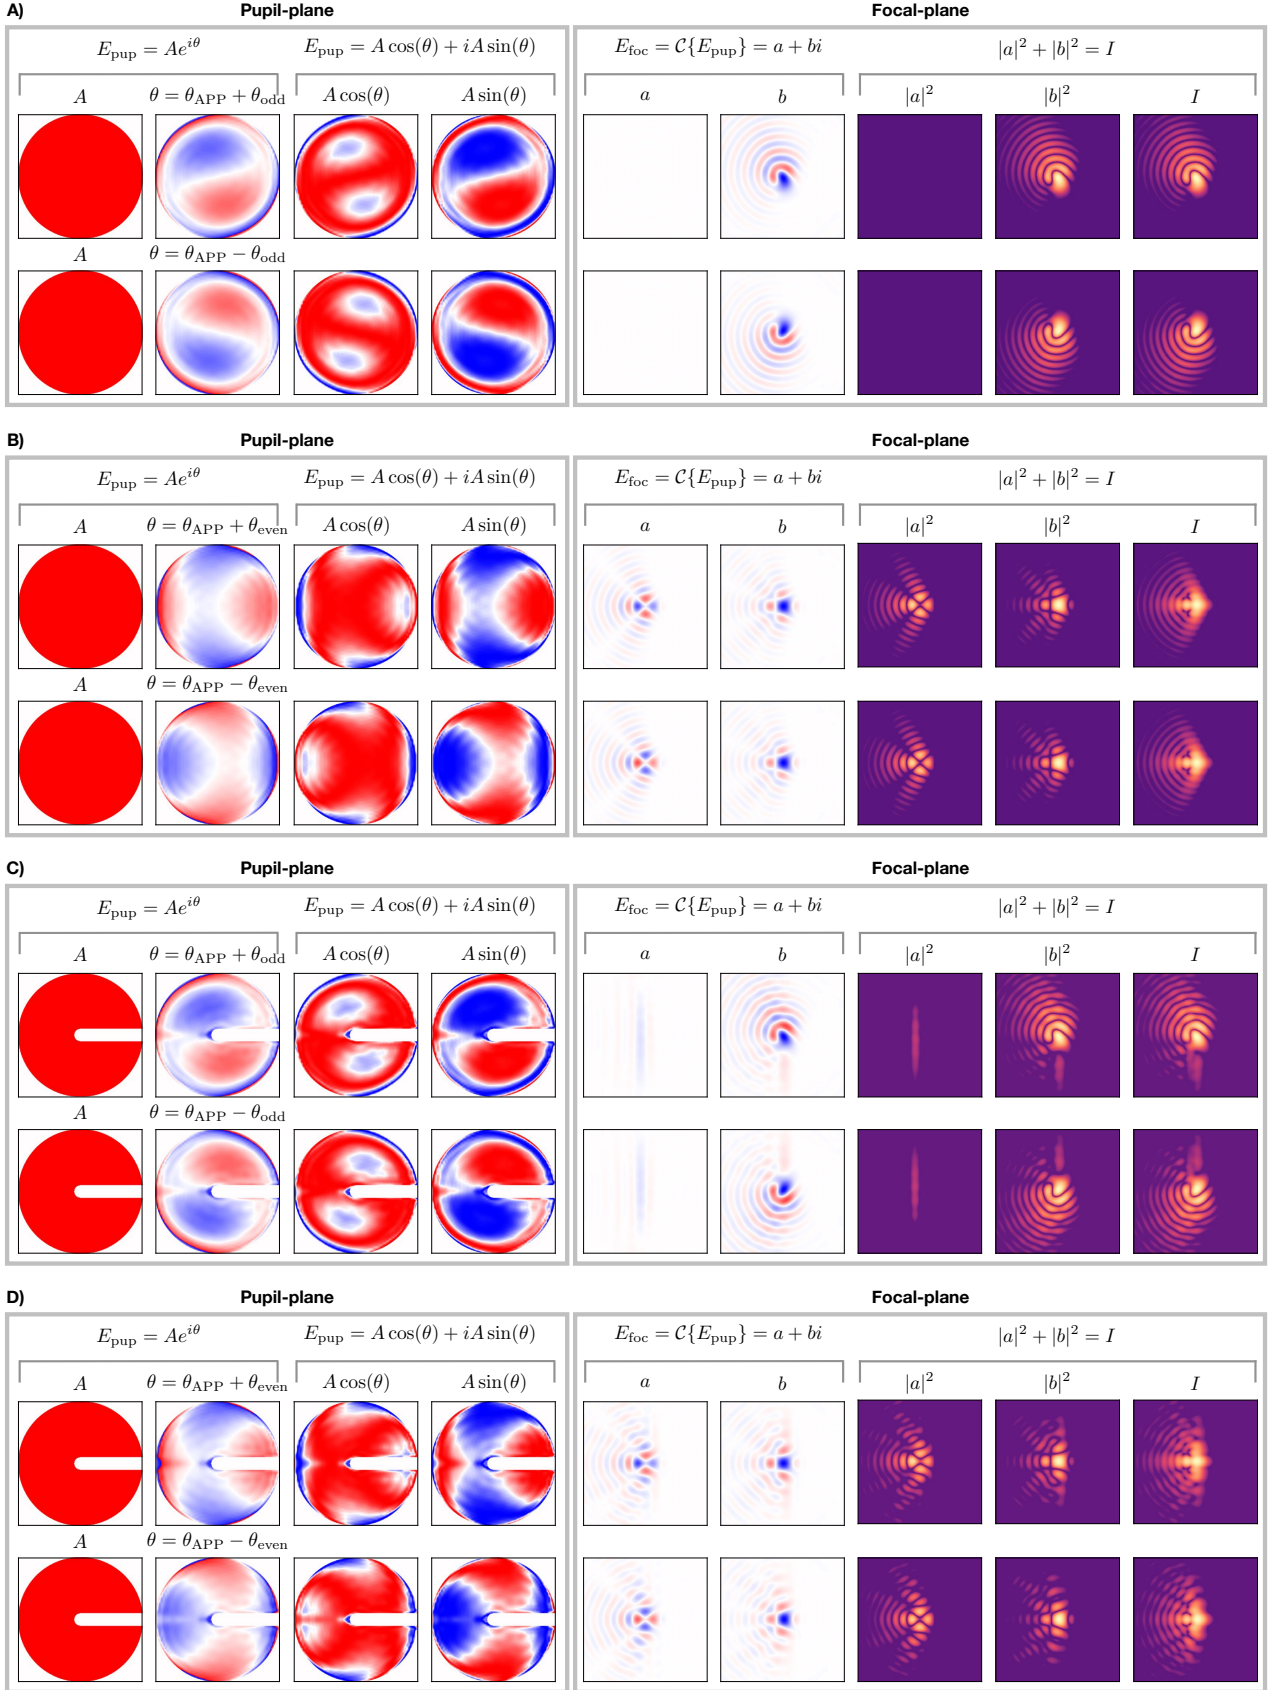 A)
Pupil-plane
Focal-plane
E_pup = Ae^{iθ}
E_pup = A cos(θ) + iA sin(θ)
E_foc = C{E_pup} = a + bi
|a|² + |b|² = I
A
θ = θ_APP + θ_odd
A cos(θ)
A sin(θ)
a
b
|a|²
|b|²
I
A
θ = θ_APP − θ_odd
B)
Pupil-plane
Focal-plane
E_pup = Ae^{iθ}
E_pup = A cos(θ) + iA sin(θ)
E_foc = C{E_pup} = a + bi
|a|² + |b|² = I
A
θ = θ_APP + θ_even
A cos(θ)
A sin(θ)
a
b
|a|²
|b|²
I
A
θ = θ_APP − θ_even
C)
Pupil-plane
Focal-plane
E_pup = Ae^{iθ}
E_pup = A cos(θ) + iA sin(θ)
E_foc = C{E_pup} = a + bi
|a|² + |b|² = I
A
θ = θ_APP + θ_odd
A cos(θ)
A sin(θ)
a
b
|a|²
|b|²
I
A
θ = θ_APP − θ_odd
D)
Pupil-plane
Focal-plane
E_pup = Ae^{iθ}
E_pup = A cos(θ) + iA sin(θ)
E_foc = C{E_pup} = a + bi
|a|² + |b|² = I
A
θ = θ_APP + θ_even
A cos(θ)
A sin(θ)
a
b
|a|²
|b|²
I
A
θ = θ_APP − θ_even